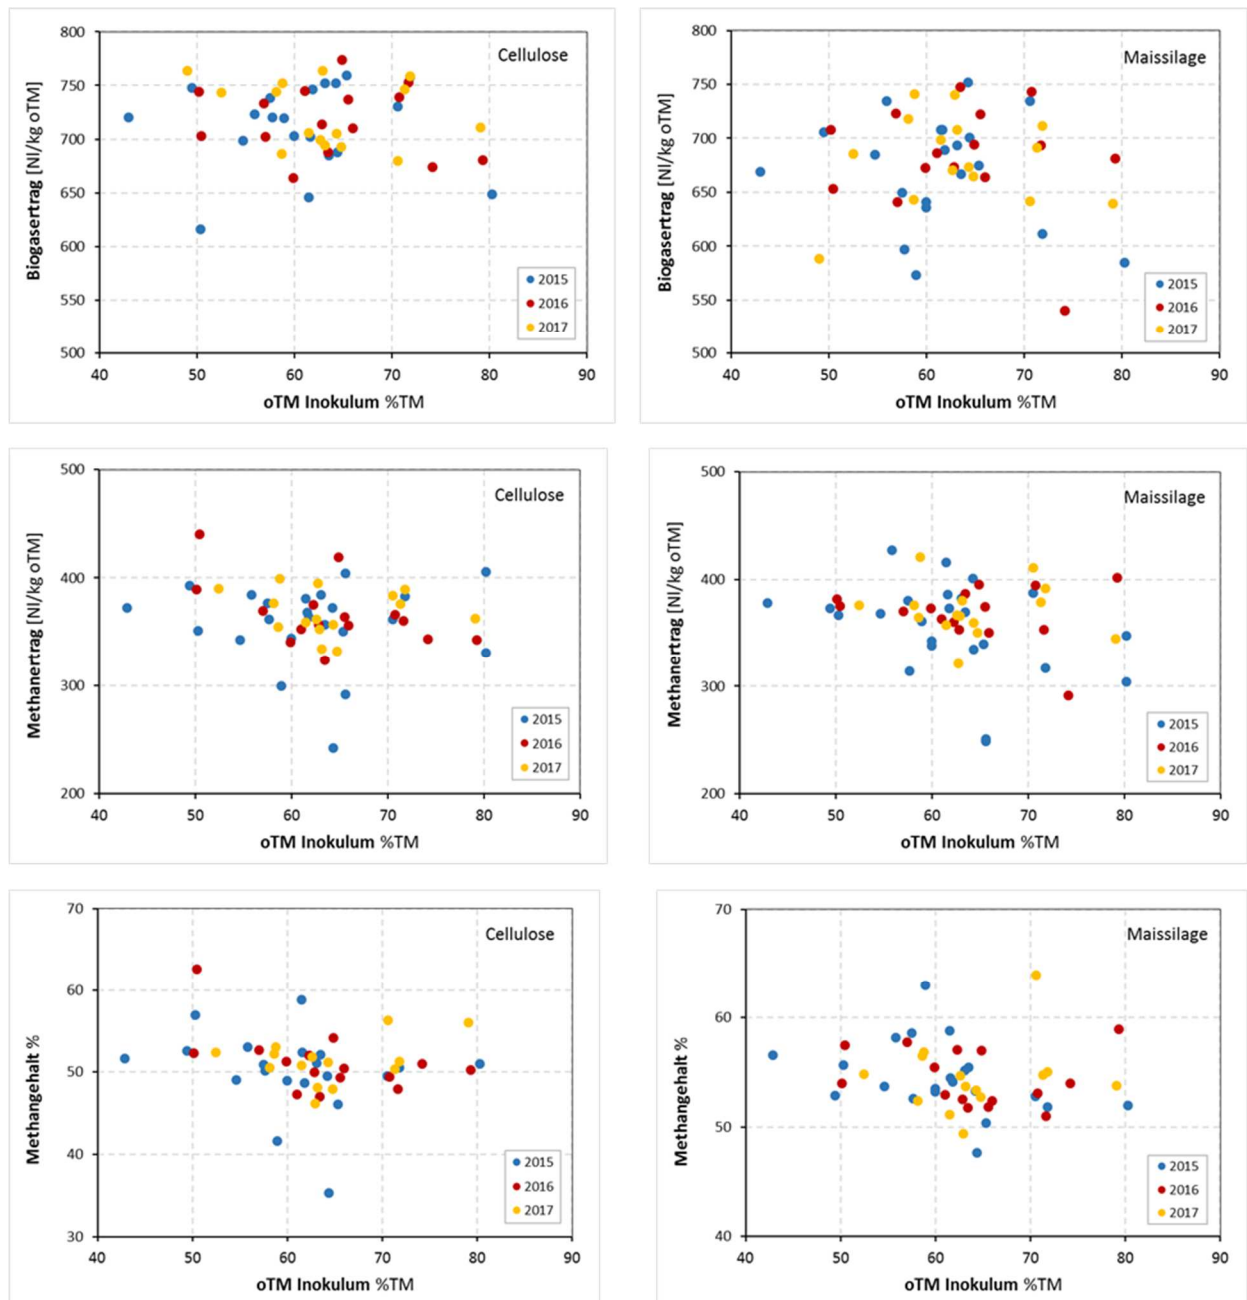 Cellulose
Biogasertrag [Nl/kg oTM]
800
750
700
650
600
550
500
40 50 60 70 80 90
oTM Inokulum %TM
2015
2016
2017
Maissilage
Biogasertrag [Nl/kg oTM]
800
750
700
650
600
550
500
40 50 60 70 80 90
oTM Inokulum %TM
2015
2016
2017
Cellulose
Methanertrag [Nl/kg oTM]
500
400
300
200
40 50 60 70 80 90
oTM Inokulum %TM
2015
2016
2017
Maissilage
Methanertrag [Nl/kg oTM]
500
400
300
200
40 50 60 70 80 90
oTM Inokulum %TM
2015
2016
2017
Cellulose
Methangehalt %
70
60
50
40
30
40 50 60 70 80 90
oTM Inokulum %TM
2015
2016
2017
Maissilage
Methangehalt %
70
60
50
40
40 50 60 70 80 90
oTM Inokulum %TM
2015
2016
2017